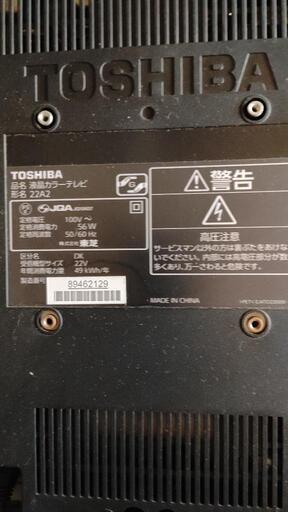 TOSHIBA
TOSHIBA
品名 液晶カラーテレビ
形名 22A2
JQA
定格電圧 100V～
定格消費電力 56W
定格周波数 50/60 Hz
株式会社 東芝
区分名 DK
受信機型サイズ 22V
年間消費電力量 49 kWh/年
製造番号
89462129
警告
高圧注意
サービスマン以外の方は裏ぶたをあけな
いでください。内部には高電圧部分が数
多くあり、万一さわると危険です。
MADE IN CHINA